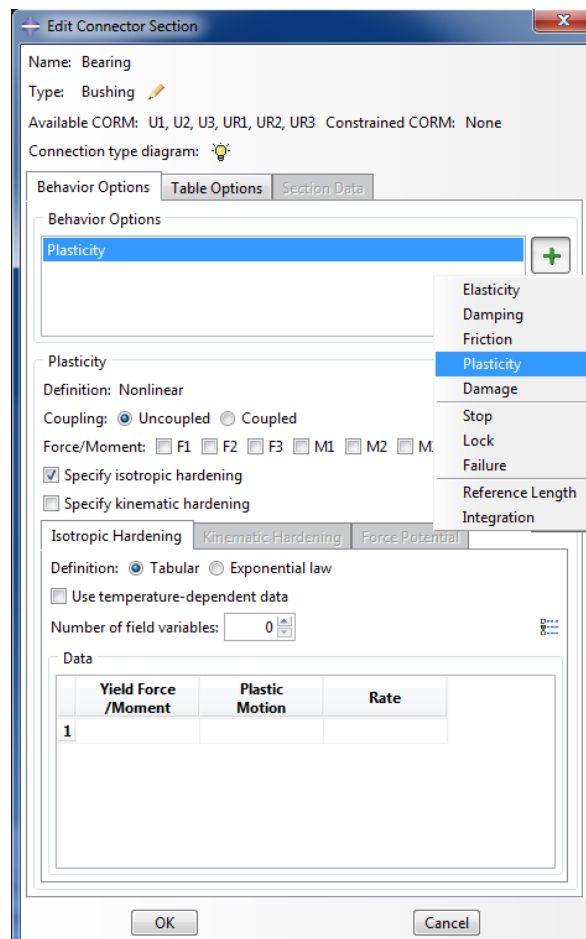 Edit Connector Section
Name: Bearing
Type: Bushing
Available CORM: U1, U2, U3, UR1, UR2, UR3 Constrained CORM: None
Connection type diagram:
Behavior Options Table Options Section Data
Behavior Options
Plasticity
Elasticity
Damping
Friction
Plasticity
Damage
Stop
Lock
Failure
Reference Length
Integration
Plasticity
Definition: Nonlinear
Coupling: Uncoupled Coupled
Force/Moment: F1 F2 F3 M1 M2
Specify isotropic hardening
Specify kinematic hardening
Isotropic Hardening Kinematic Hardening Force Potential
Definition: Tabular Exponential law
Use temperature-dependent data
Number of field variables: 0
Data
Yield Force
/Moment
Plastic
Motion
Rate
1
OK Cancel